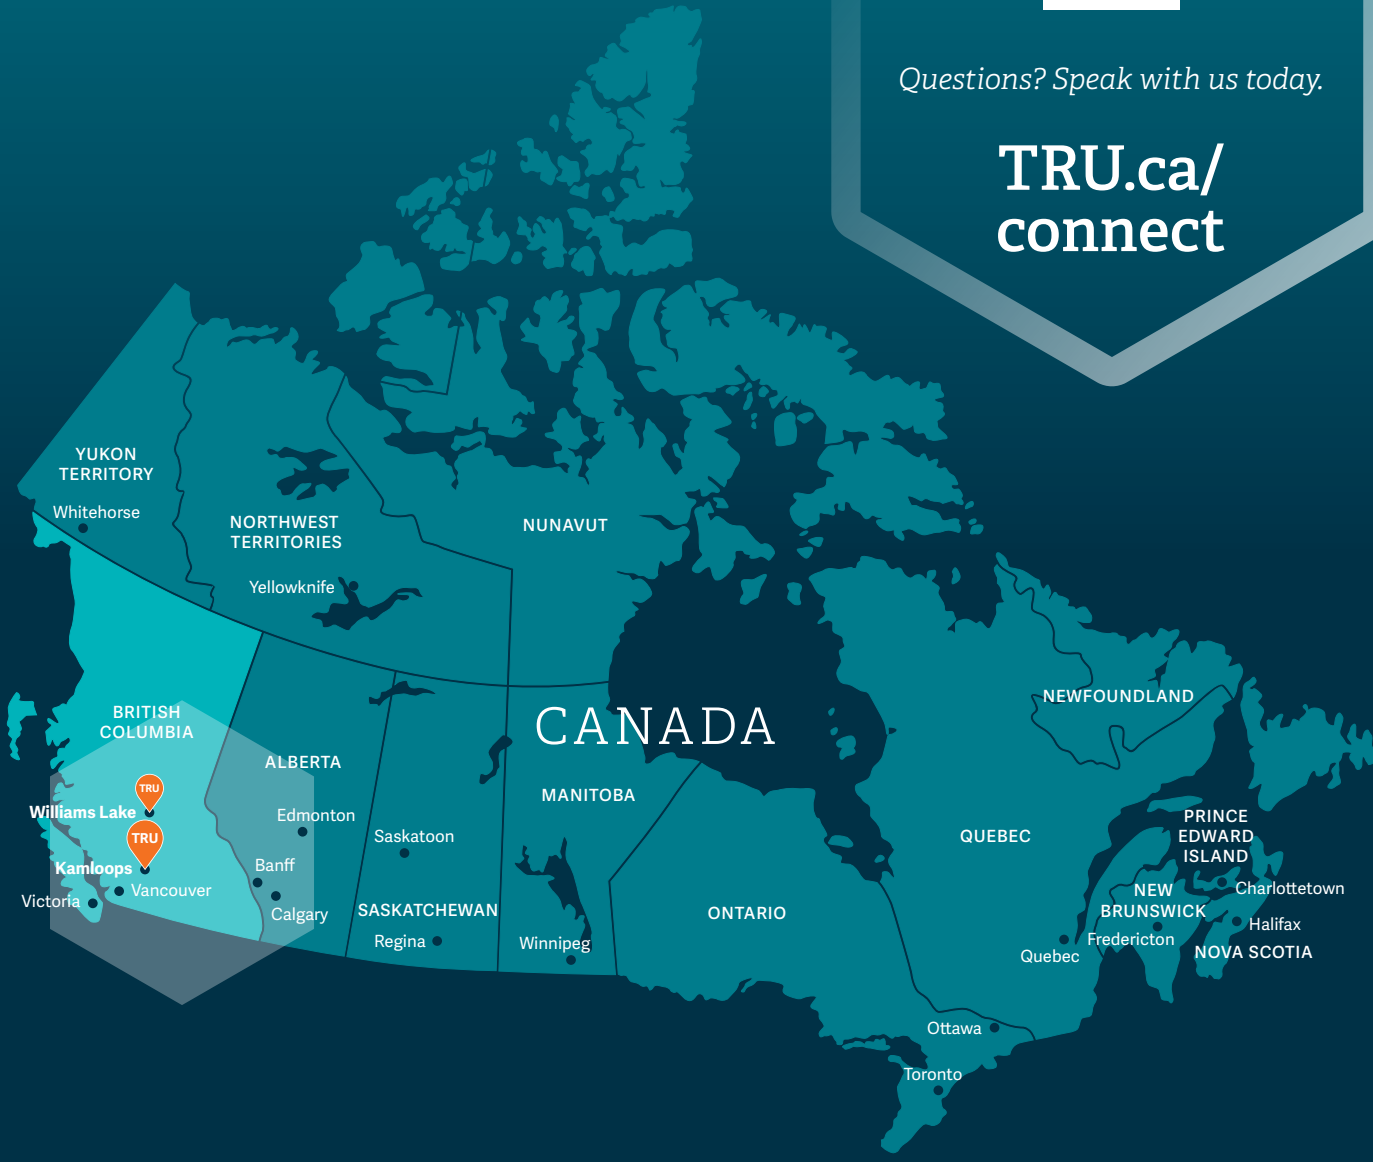 Questions? Speak with us today.
TRU.ca/
connect
YUKON
TERRITORY
Whitehorse
NORTHWEST
TERRITORIES
Yellowknife
NUNAVUT
CANADA
BRITISH
COLUMBIA
TRU
Williams Lake
TRU
Kamloops
Vancouver
Victoria
ALBERTA
Edmonton
Banff
Calgary
Saskatoon
SASKATCHEWAN
Regina
MANITOBA
Winnipeg
ONTARIO
Ottawa
Toronto
QUEBEC
Quebec
NEWFOUNDLAND
PRINCE
EDWARD
ISLAND
Charlottetown
NEW
BRUNSWICK
Fredericton
Halifax
NOVA SCOTIA